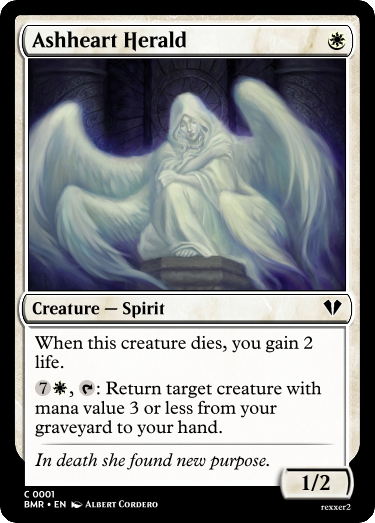 Ashheart Herald
Creature — Spirit
When this creature dies, you gain 2
life.
7, : Return target creature with
mana value 3 or less from your
graveyard to your hand.
In death she found new purpose.
1/2
C 0001
BMR • EN Albert Cordero
rexxer2